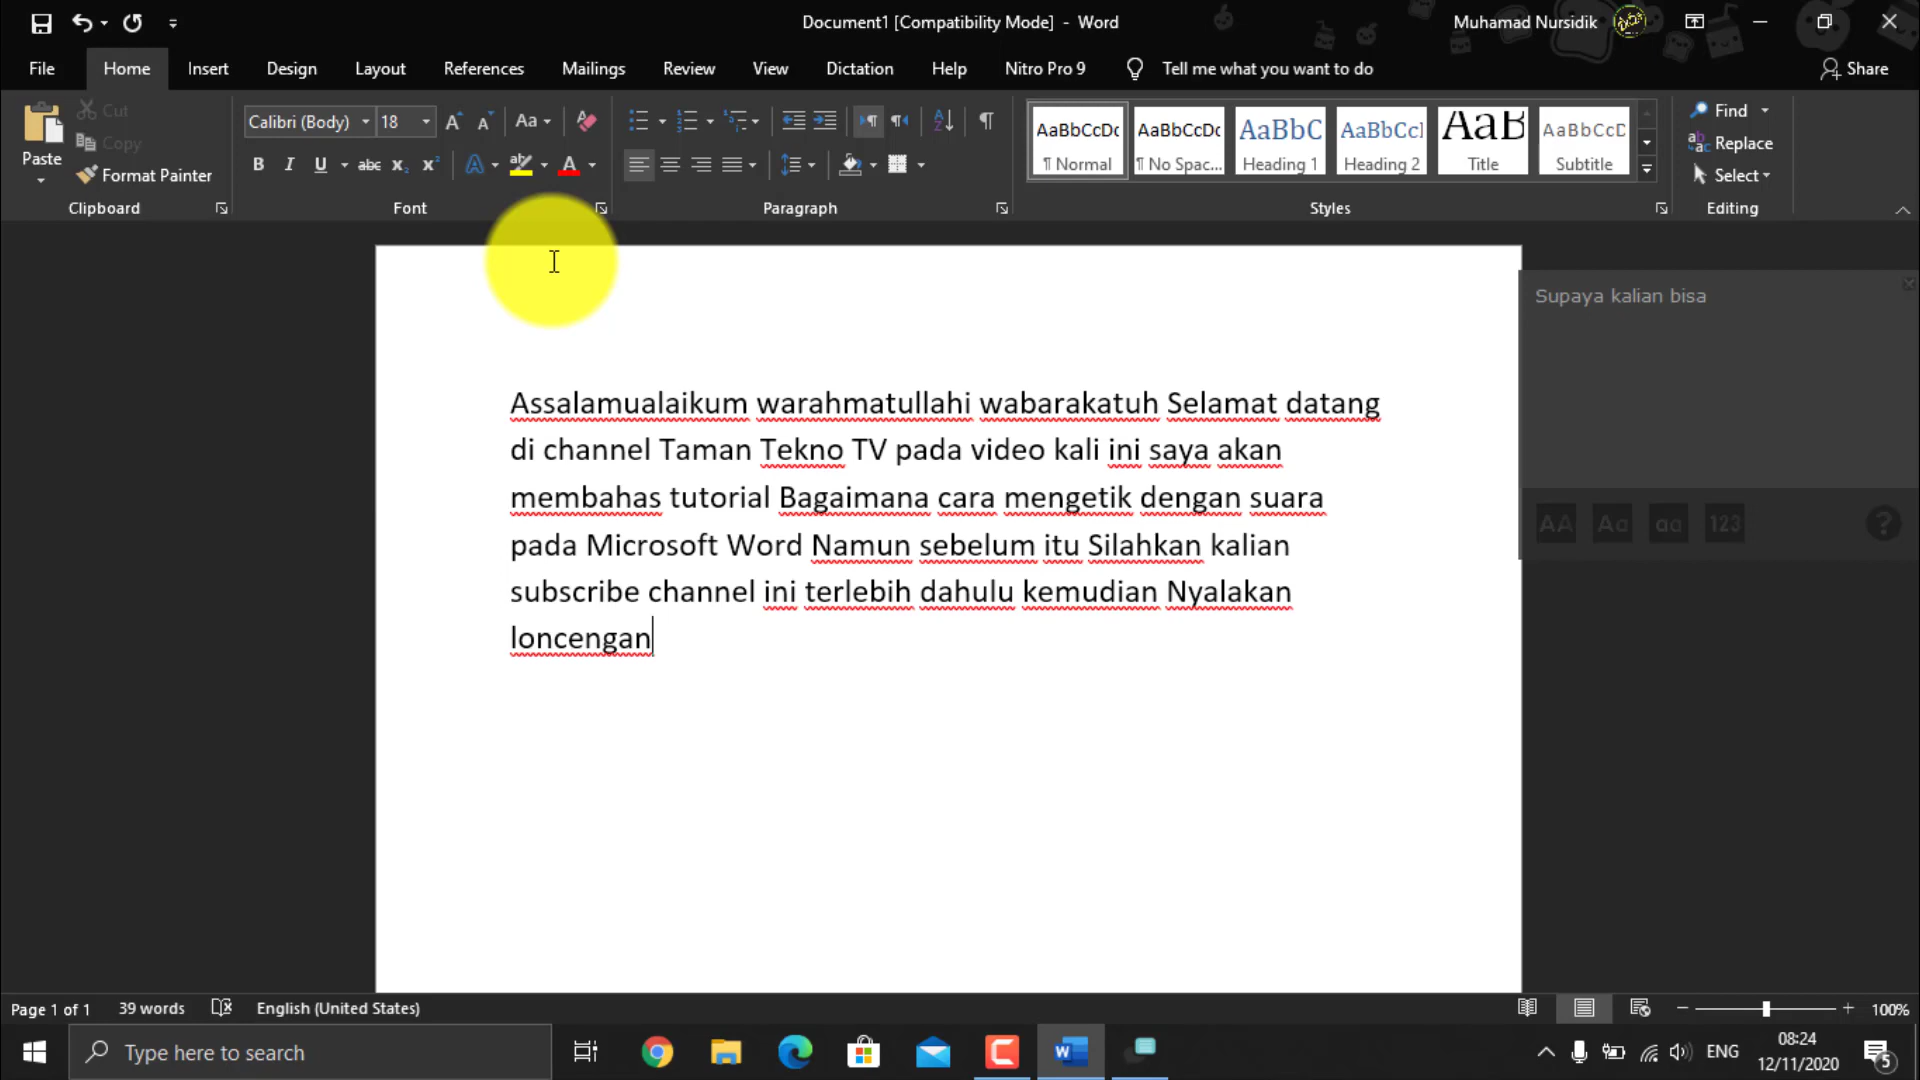 Document1 [Compatibility Mode] - Word
Muhamad Nursidik
File Home Insert Design Layout References Mailings Review View Dictation Help Nitro Pro 9 Tell me what you want to do Share
Paste
Cut
Copy
Format Painter
Clipboard
Calibri (Body) 18
Font
Paragraph
AaBbCcDc AaBbCcDc AaBbC AaBbCc AaB AaBbCcD
¶ Normal ¶ No Spac... Heading 1 Heading 2 Title Subtitle
Styles
Find
Replace
Select
Editing
Supaya kalian bisa
AA Aa aa 123 ?
Assalamualaikum warahmatullahi wabarakatuh Selamat datang
di channel Taman Tekno TV pada video kali ini saya akan
membahas tutorial Bagaimana cara mengetik dengan suara
pada Microsoft Word Namun sebelum itu Silahkan kalian
subscribe channel ini terlebih dahulu kemudian Nyalakan
loncengan
Page 1 of 1 39 words English (United States) 100%
Type here to search
ENG
08:24
12/11/2020
5